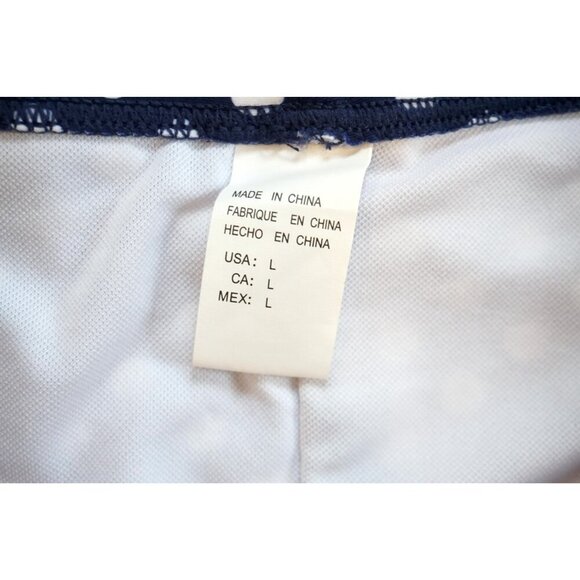 MADE IN CHINA
FABRIQUE EN CHINA
HECHO EN CHINA
USA: L
CA: L
MEX: L